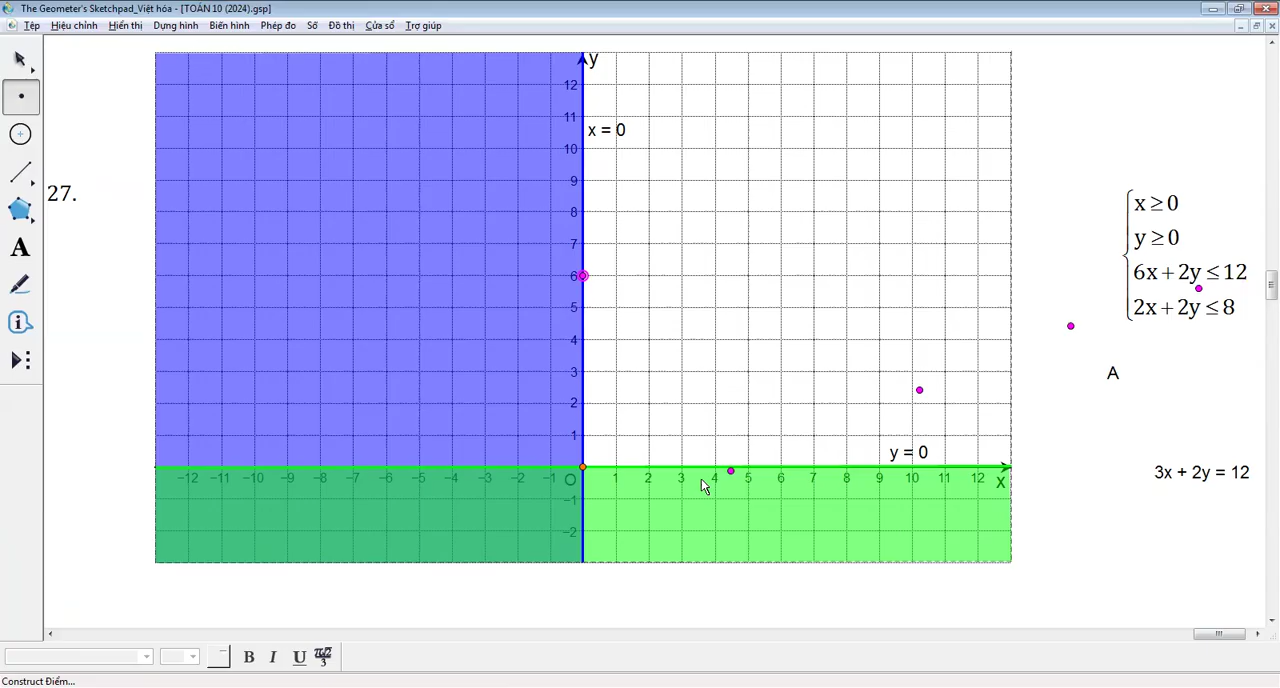 The Geometer's Sketchpad_Việt hóa - [TOÁN 10 (2024).gsp]
Tệp Hiệu chỉnh Hiển thị Dựng hình Biến hình Phép đo Số Đồ thị Cửa sổ Trợ giúp
y
12
11
x = 0
10
9
27.
8
x ≥ 0
7
y ≥ 0
6
6x + 2y ≤ 12
5
2x + 2y ≤ 8
4
3
A
2
1
y = 0
3x + 2y = 12
−12 −10 −9 −8 −7 −6 −5 −4 −3 −2 −1 O 1 2 3 4 5 6 7 8 9 10 11 12 x
−1
−2
A
i
B I U
Construct Điểm...